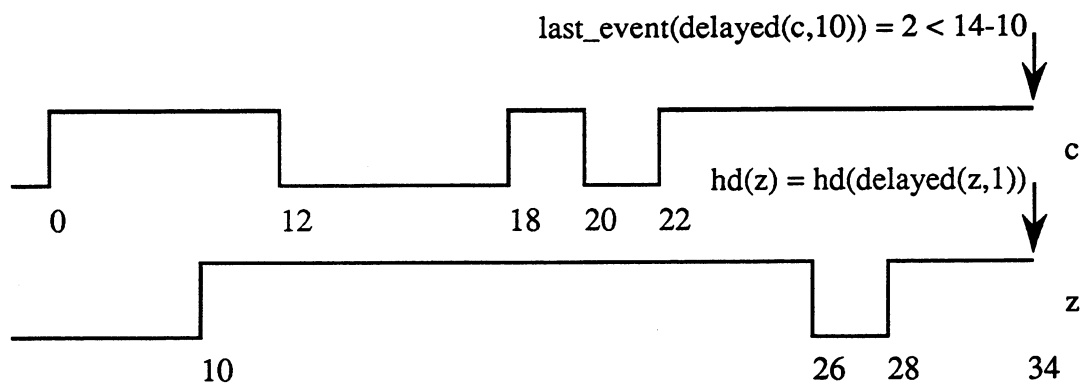 last_event(delayed(c,10)) = 2 < 14-10
c
hd(z) = hd(delayed(z,1))
0 12 18 20 22
z
10 26 28 34